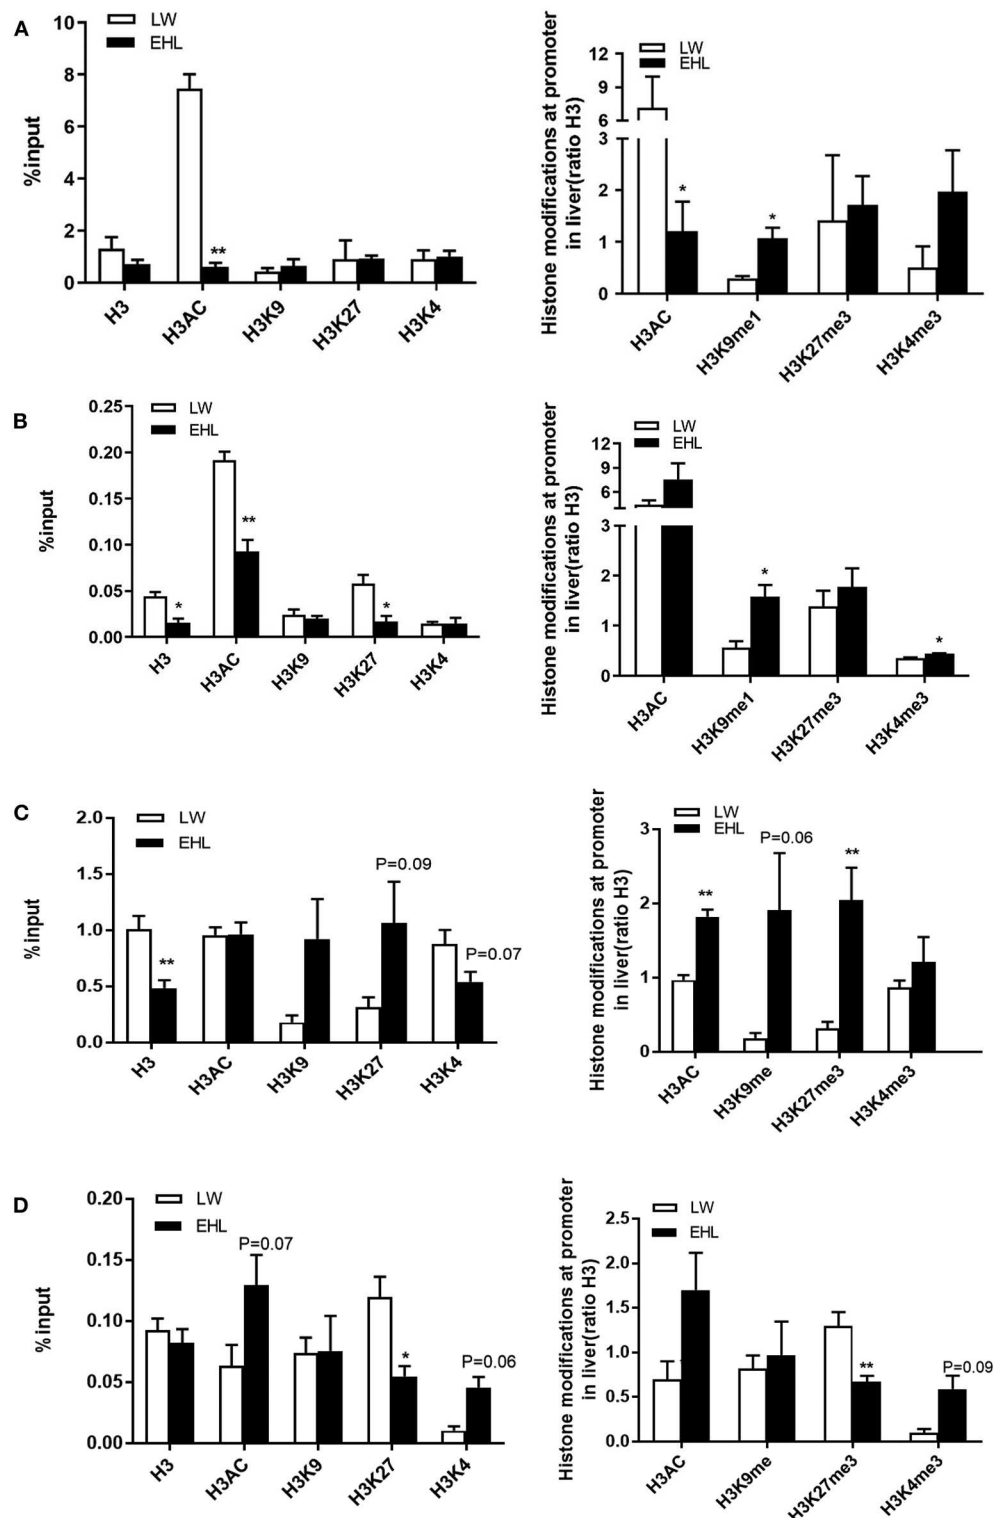 A
LW
EHL
%input
10
8
6
4
2
0
**
H3
H3AC
H3K9
H3K27
H3K4
Histone modifications at promoter
in liver(ratio H3)
LW
EHL
12
9
6
3
2
1
0
*
*
H3AC
H3K9me1
H3K27me3
H3K4me3
B
LW
EHL
%input
0.25
0.20
0.15
0.10
0.05
0.00
*
**
*
H3
H3AC
H3K9
H3K27
H3K4
Histone modifications at promoter
in liver(ratio H3)
LW
EHL
12
9
6
3
2
1
0
*
*
H3AC
H3K9me1
H3K27me3
H3K4me3
C
LW
EHL
%input
2.0
1.5
1.0
0.5
0.0
**
P=0.09
P=0.07
H3
H3AC
H3K9
H3K27
H3K4
Histone modifications at promoter
in liver(ratio H3)
LW
EHL
3
2
1
0
**
P=0.06
**
H3AC
H3K9me
H3K27me3
H3K4me3
D
LW
EHL
%input
0.20
0.15
0.10
0.05
0.00
P=0.07
*
P=0.06
H3
H3AC
H3K9
H3K27
H3K4
Histone modifications at promoter
in liver(ratio H3)
LW
EHL
2.5
2.0
1.5
1.0
0.5
0.0
**
P=0.09
H3AC
H3K9me
H3K27me3
H3K4me3